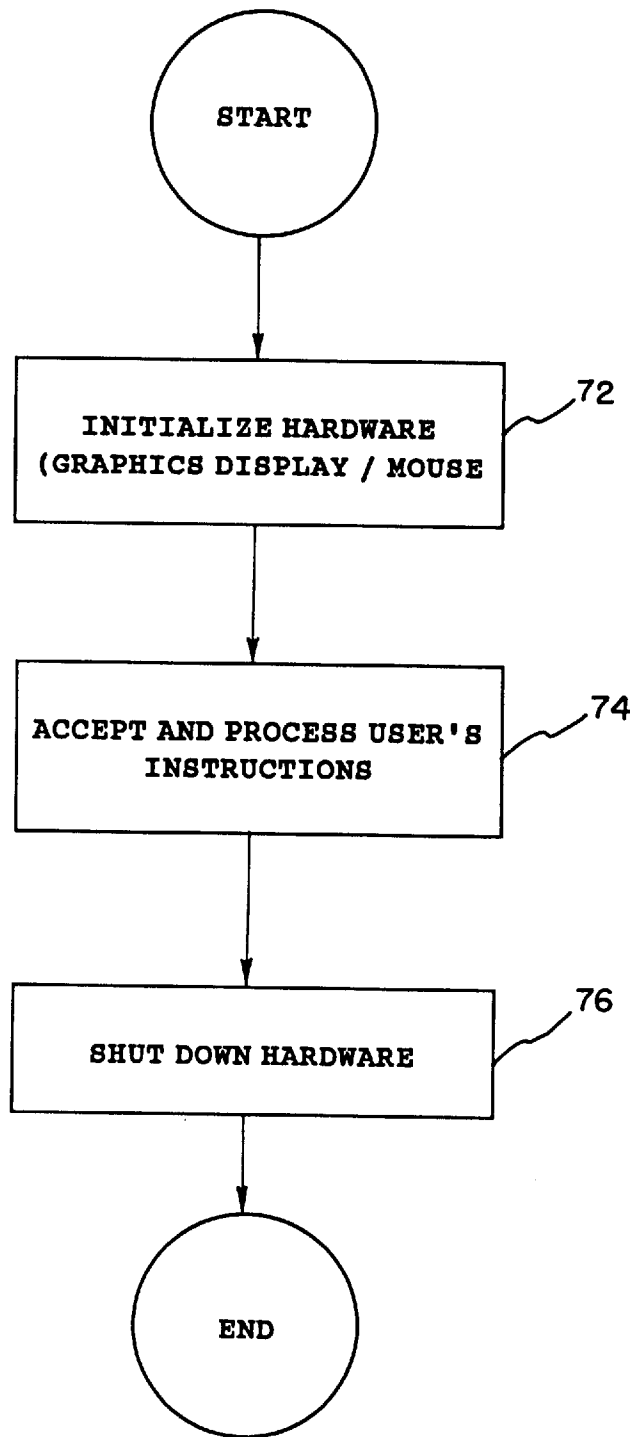 START
72
INITIALIZE HARDWARE
(GRAPHICS DISPLAY / MOUSE
74
ACCEPT AND PROCESS USER'S
INSTRUCTIONS
76
SHUT DOWN HARDWARE
END